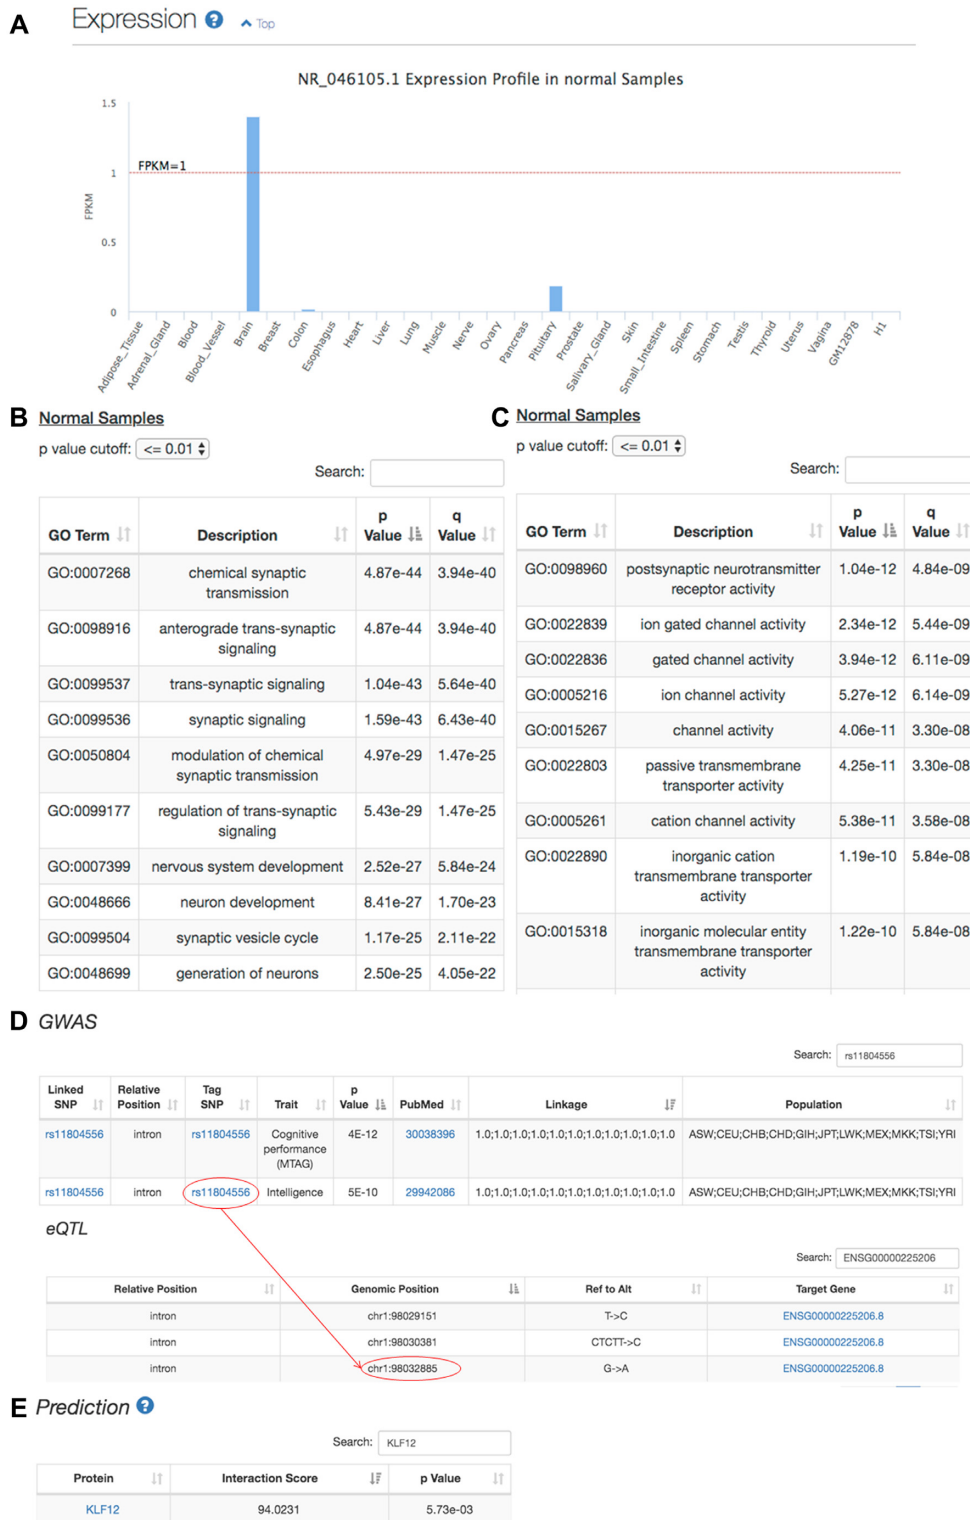 A
Expression ? Top
NR_046105.1 Expression Profile in normal Samples
1.5
FPKM=1
1
FPKM
0.5
0
Adipose_Tissue
Adrenal_Gland
Blood
Blood_Vessel
Brain
Breast
Colon
Esophagus
Heart
Liver
Lung
Muscle
Nerve
Ovary
Pancreas
Pituitary
Prostate
Salivary_Gland
Skin
Small_Intestine
Spleen
Stomach
Testis
Thyroid
Uterus
Vagina
GM12878
H1
B Normal Samples
p value cutoff: <= 0.01
Search:
GO Term Description p Value q Value
GO:0007268 chemical synaptic transmission 4.87e-44 3.94e-40
GO:0098916 anterograde trans-synaptic signaling 4.87e-44 3.94e-40
GO:0099537 trans-synaptic signaling 1.04e-43 5.64e-40
GO:0099536 synaptic signaling 1.59e-43 6.43e-40
GO:0050804 modulation of chemical synaptic transmission 4.97e-29 1.47e-25
GO:0099177 regulation of trans-synaptic signaling 5.43e-29 1.47e-25
GO:0007399 nervous system development 2.52e-27 5.84e-24
GO:0048666 neuron development 8.41e-27 1.70e-23
GO:0099504 synaptic vesicle cycle 1.17e-25 2.11e-22
GO:0048699 generation of neurons 2.50e-25 4.05e-22
C Normal Samples
p value cutoff: <= 0.01
Search:
GO Term Description p Value q Value
GO:0098960 postsynaptic neurotransmitter receptor activity 1.04e-12 4.84e-09
GO:0022839 ion gated channel activity 2.34e-12 5.44e-09
GO:0022836 gated channel activity 3.94e-12 6.11e-09
GO:0005216 ion channel activity 5.27e-12 6.14e-09
GO:0015267 channel activity 4.06e-11 3.30e-08
GO:0022803 passive transmembrane transporter activity 4.25e-11 3.30e-08
GO:0005261 cation channel activity 5.38e-11 3.58e-08
GO:0022890 inorganic cation transmembrane transporter activity 1.19e-10 5.84e-08
GO:0015318 inorganic molecular entity transmembrane transporter activity 1.22e-10 5.84e-08
D GWAS
Search: rs11804556
Linked SNP Relative Position Tag SNP Trait p Value PubMed Linkage Population
rs11804556 intron rs11804556 Cognitive performance (MTAG) 4E-12 30038396 1.0;1.0;1.0;1.0;1.0;1.0;1.0;1.0;1.0;1.0;1.0 ASW;CEU;CHB;CHD;GIH;JPT;LWK;MEX;MKK;TSI;YRI
rs11804556 intron rs11804556 Intelligence 5E-10 29942086 1.0;1.0;1.0;1.0;1.0;1.0;1.0;1.0;1.0;1.0;1.0 ASW;CEU;CHB;CHD;GIH;JPT;LWK;MEX;MKK;TSI;YRI
eQTL
Search: ENSG00000225206
Relative Position Genomic Position Ref to Alt Target Gene
intron chr1:98029151 T->C ENSG00000225206.8
intron chr1:98030381 CTCTT->C ENSG00000225206.8
intron chr1:98032885 G->A ENSG00000225206.8
E Prediction ?
Search: KLF12
Protein Interaction Score p Value
KLF12 94.0231 5.73e-03